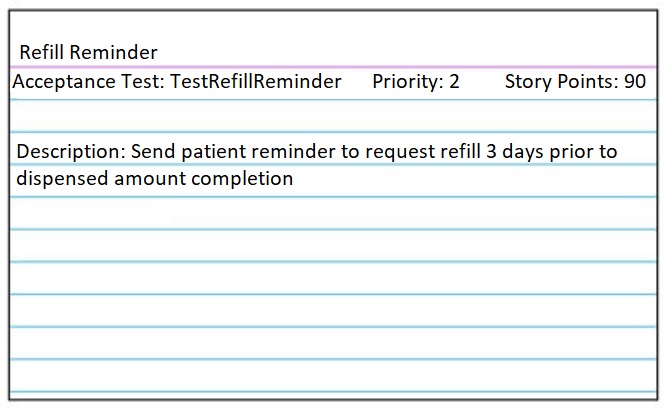 Refill Reminder
Acceptance Test: TestRefillReminder Priority: 2 Story Points: 90
Description: Send patient reminder to request refill 3 days prior to
dispensed amount completion